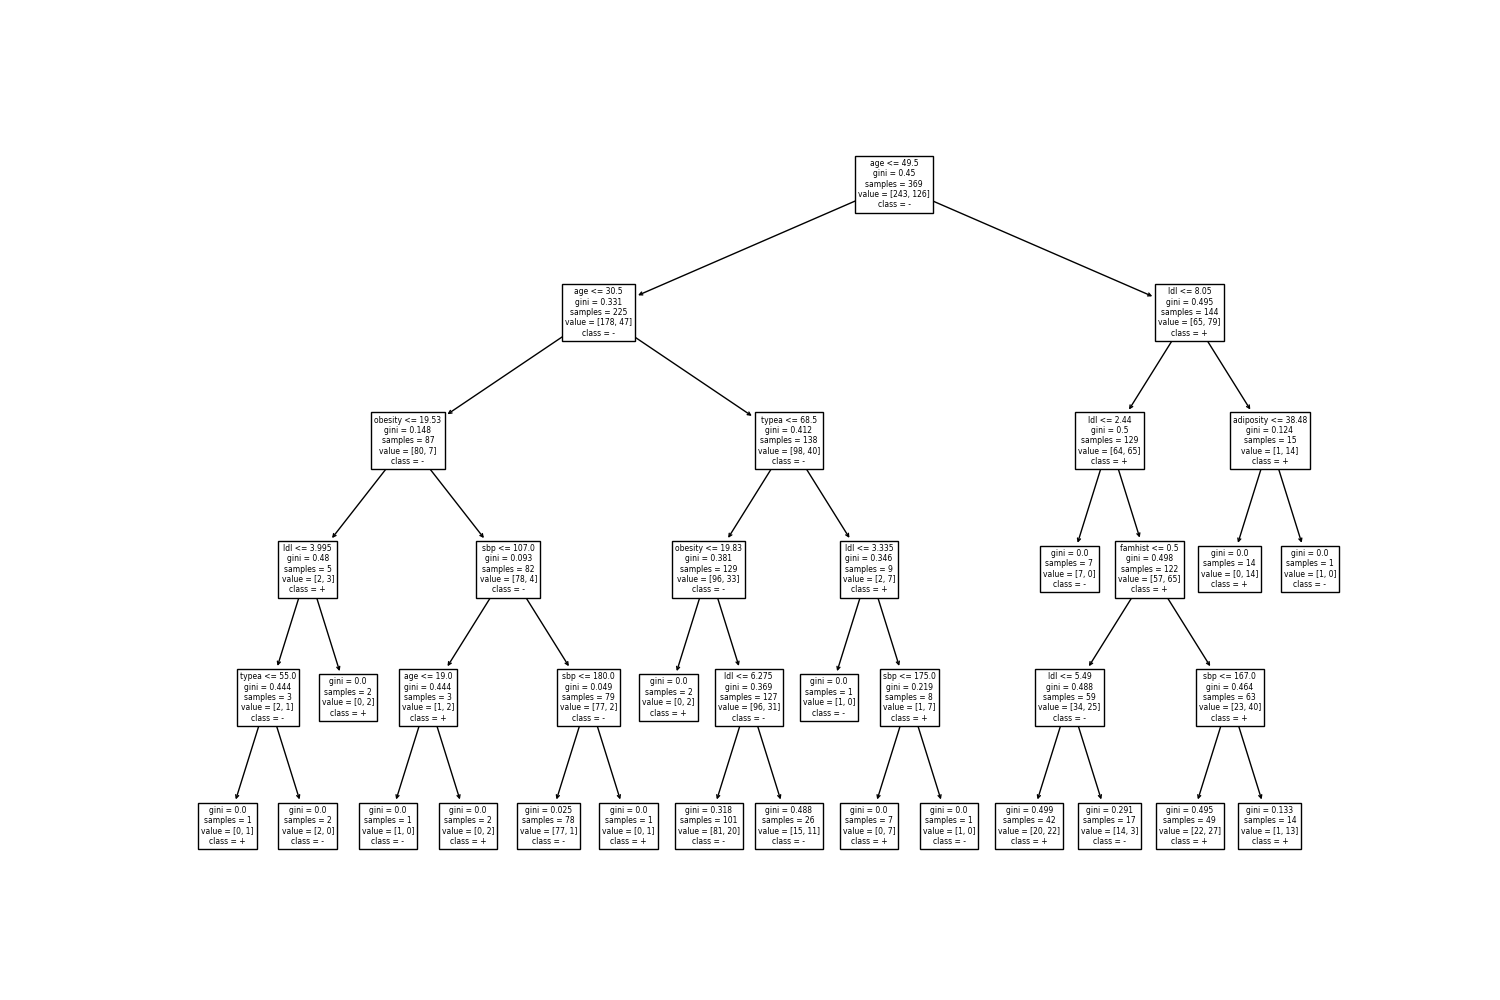 age <= 49.5
gini = 0.45
samples = 369
value = [243, 126]
class = -
age <= 30.5
gini = 0.331
samples = 225
value = [178, 47]
class = -
ldl <= 8.05
gini = 0.495
samples = 144
value = [65, 79]
class = +
obesity <= 19.53
gini = 0.148
samples = 87
value = [80, 7]
class = -
typea <= 68.5
gini = 0.412
samples = 138
value = [98, 40]
class = -
ldl <= 2.44
gini = 0.5
samples = 129
value = [64, 65]
class = +
adiposity <= 38.48
gini = 0.124
samples = 15
value = [1, 14]
class = +
ldl <= 3.995
gini = 0.48
samples = 5
value = [2, 3]
class = +
sbp <= 107.0
gini = 0.093
samples = 82
value = [78, 4]
class = -
obesity <= 19.83
gini = 0.381
samples = 129
value = [96, 33]
class = -
ldl <= 3.335
gini = 0.346
samples = 9
value = [2, 7]
class = +
gini = 0.0
samples = 7
value = [7, 0]
class = -
famhist <= 0.5
gini = 0.498
samples = 122
value = [57, 65]
class = +
gini = 0.0
samples = 14
value = [0, 14]
class = +
gini = 0.0
samples = 1
value = [1, 0]
class = -
typea <= 55.0
gini = 0.444
samples = 3
value = [2, 1]
class = -
gini = 0.0
samples = 2
value = [0, 2]
class = +
age <= 19.0
gini = 0.444
samples = 3
value = [1, 2]
class = +
sbp <= 180.0
gini = 0.049
samples = 79
value = [77, 2]
class = -
gini = 0.0
samples = 2
value = [0, 2]
class = +
ldl <= 6.275
gini = 0.369
samples = 127
value = [96, 31]
class = -
gini = 0.0
samples = 1
value = [1, 0]
class = -
sbp <= 175.0
gini = 0.219
samples = 8
value = [1, 7]
class = +
ldl <= 5.49
gini = 0.488
samples = 59
value = [34, 25]
class = -
sbp <= 167.0
gini = 0.464
samples = 63
value = [23, 40]
class = +
gini = 0.0
samples = 1
value = [0, 1]
class = +
gini = 0.0
samples = 2
value = [2, 0]
class = -
gini = 0.0
samples = 1
value = [1, 0]
class = -
gini = 0.0
samples = 2
value = [0, 2]
class = +
gini = 0.025
samples = 78
value = [77, 1]
class = -
gini = 0.0
samples = 1
value = [0, 1]
class = +
gini = 0.318
samples = 101
value = [81, 20]
class = -
gini = 0.488
samples = 26
value = [15, 11]
class = -
gini = 0.0
samples = 7
value = [0, 7]
class = +
gini = 0.0
samples = 1
value = [1, 0]
class = -
gini = 0.499
samples = 42
value = [20, 22]
class = +
gini = 0.291
samples = 17
value = [14, 3]
class = -
gini = 0.495
samples = 49
value = [22, 27]
class = +
gini = 0.133
samples = 14
value = [1, 13]
class = +